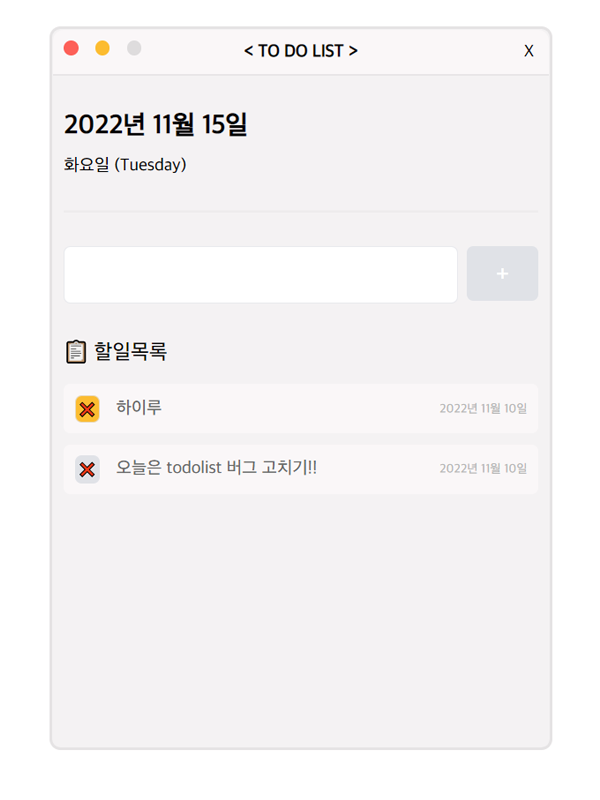 < TO DO LIST > X
2022년 11월 15일
화요일 (Tuesday)
+
📋 할일목록
❌ 하이루 2022년 11월 10일
❌ 오늘은 todolist 버그 고치기!! 2022년 11월 10일